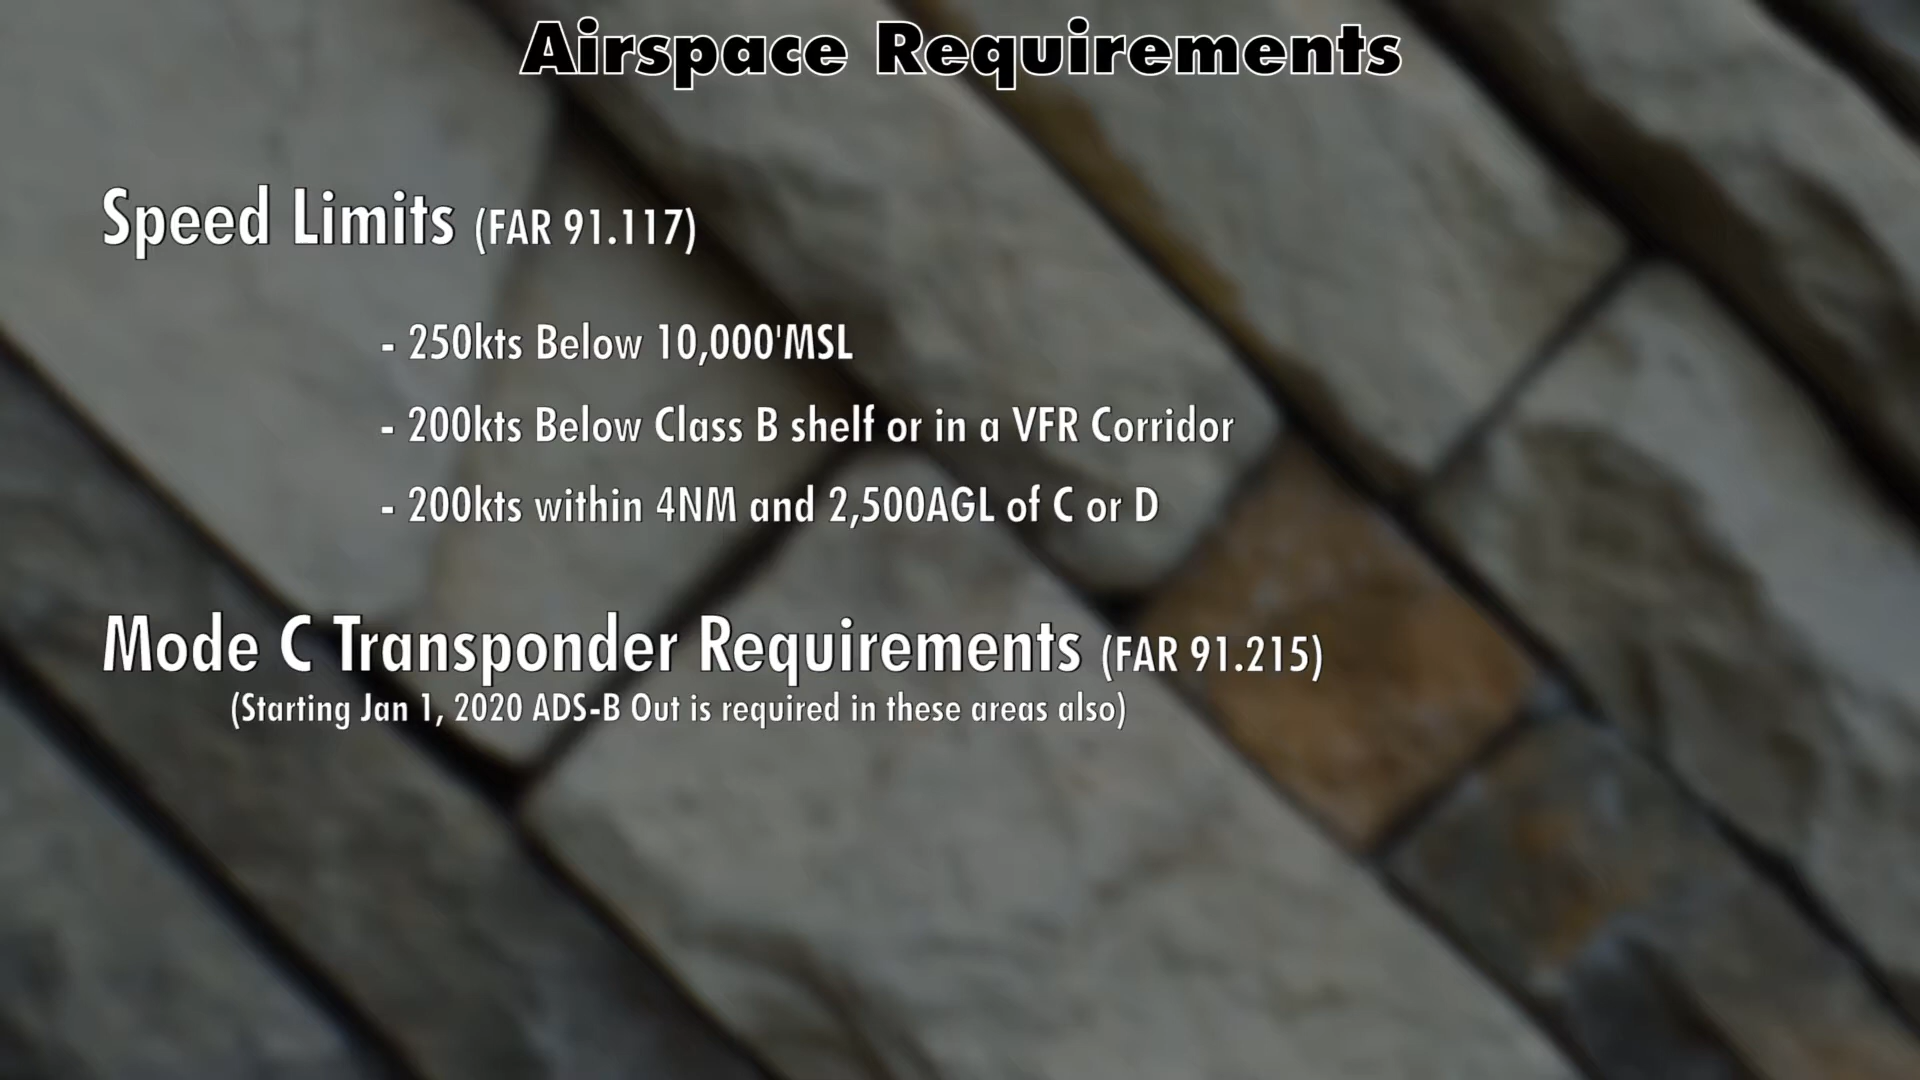 Airspace Requirements
Speed Limits (FAR 91.117)
- 250kts Below 10,000'MSL
- 200kts Below Class B shelf or in a VFR Corridor
- 200kts within 4NM and 2,500AGL of C or D
Mode C Transponder Requirements (FAR 91.215)
(Starting Jan 1, 2020 ADS-B Out is required in these areas also)